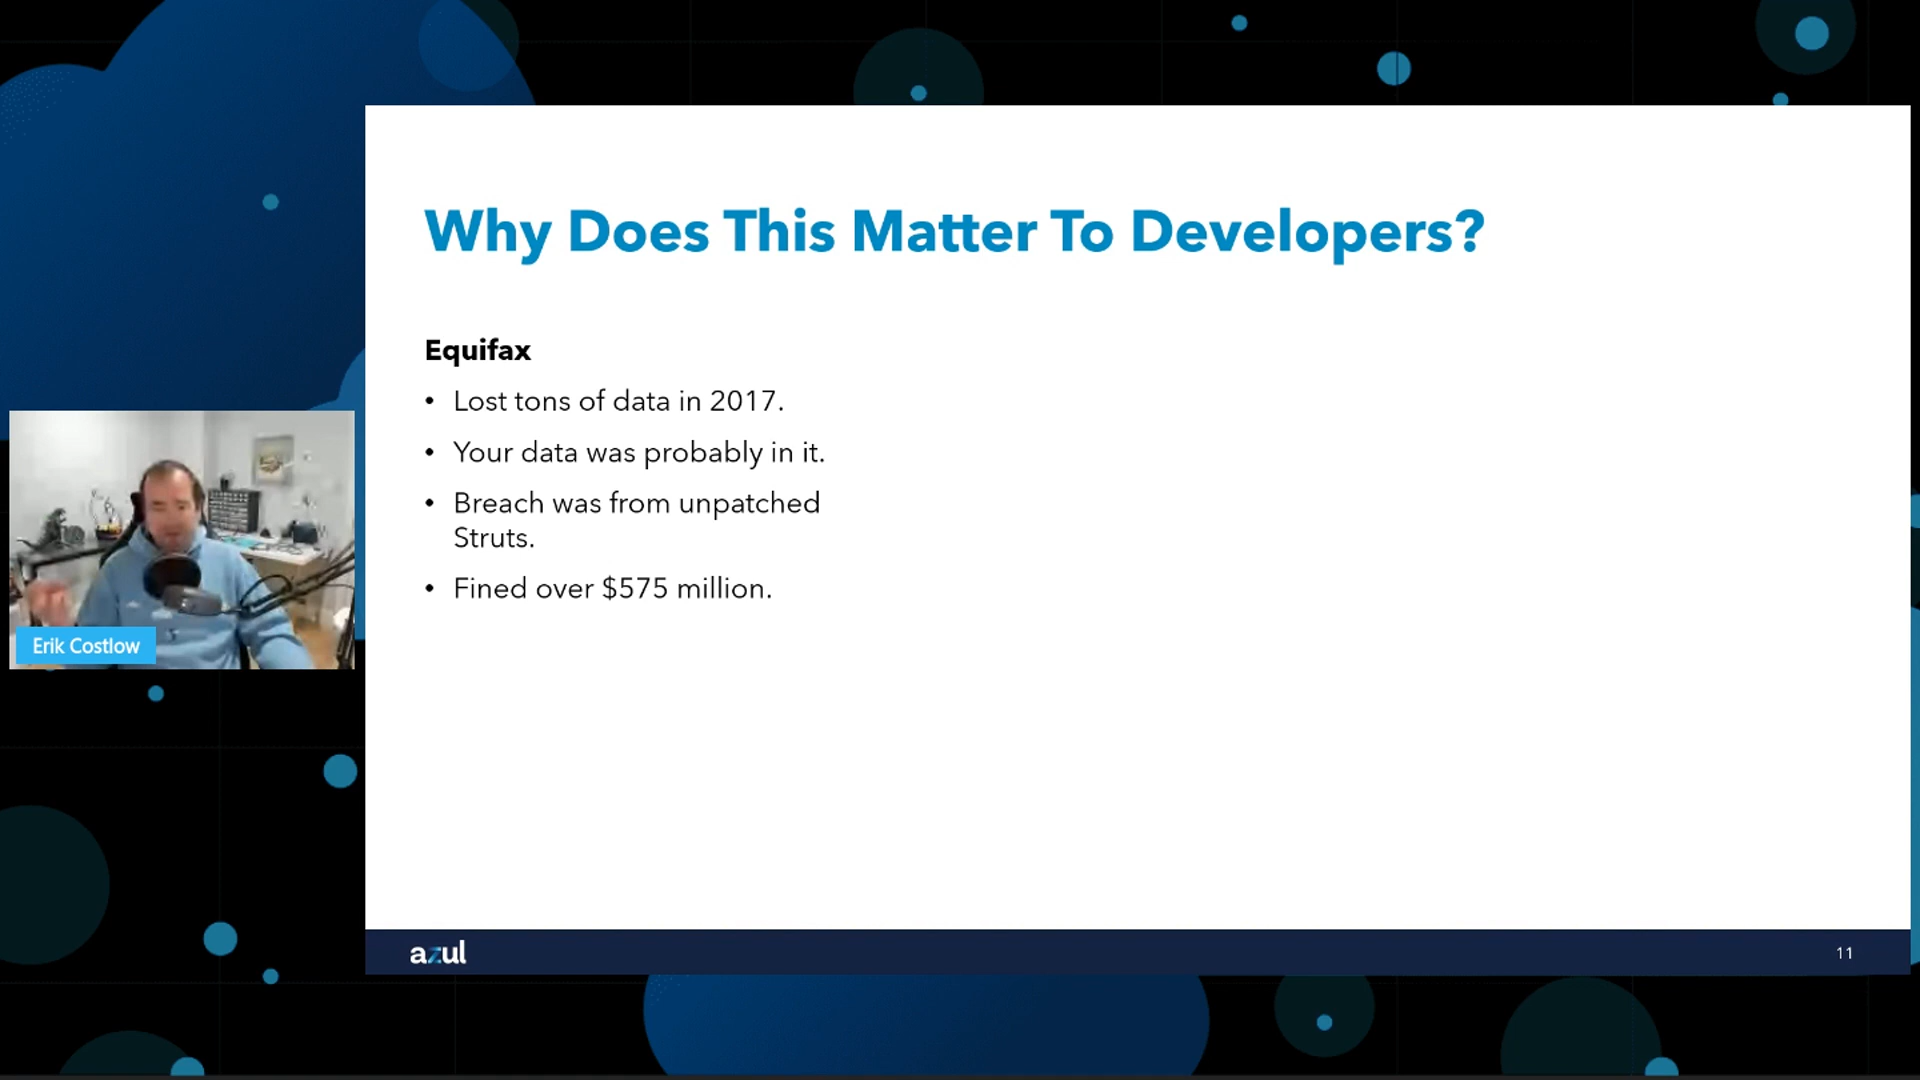 Why Does This Matter To Developers?
Equifax
• Lost tons of data in 2017.
• Your data was probably in it.
• Breach was from unpatched
Struts.
• Fined over $575 million.
Erik Costlow
azul
11